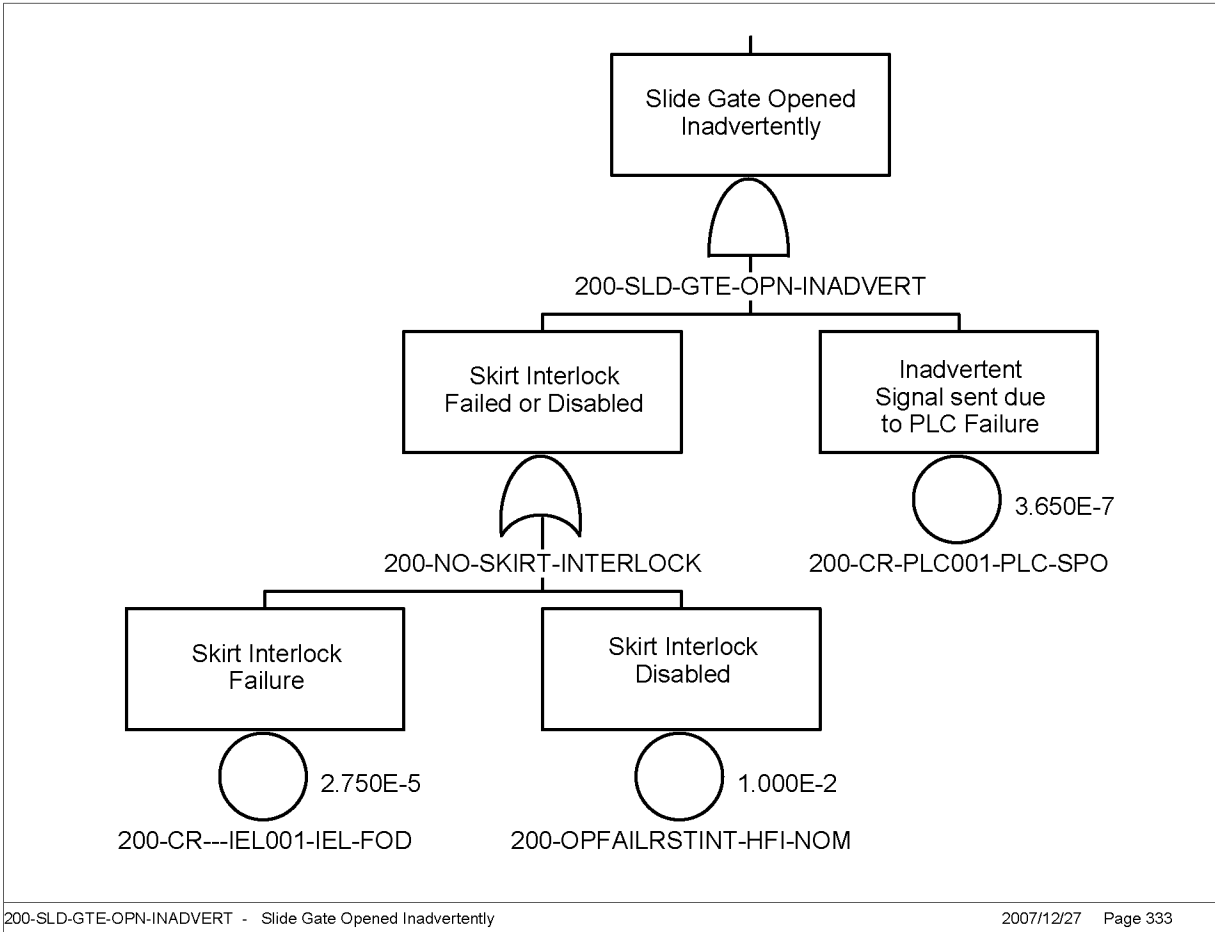 Slide Gate Opened
Inadvertently
200-SLD-GTE-OPN-INADVERT
Skirt Interlock
Failed or Disabled
Inadvertent
Signal sent due
to PLC Failure
3.650E-7
200-NO-SKIRT-INTERLOCK
200-CR-PLC001-PLC-SPO
Skirt Interlock
Failure
Skirt Interlock
Disabled
2.750E-5
1.000E-2
200-CR---IEL001-IEL-FOD
200-OPFAILRSTINT-HFI-NOM
200-SLD-GTE-OPN-INADVERT - Slide Gate Opened Inadvertently
2007/12/27 Page 333